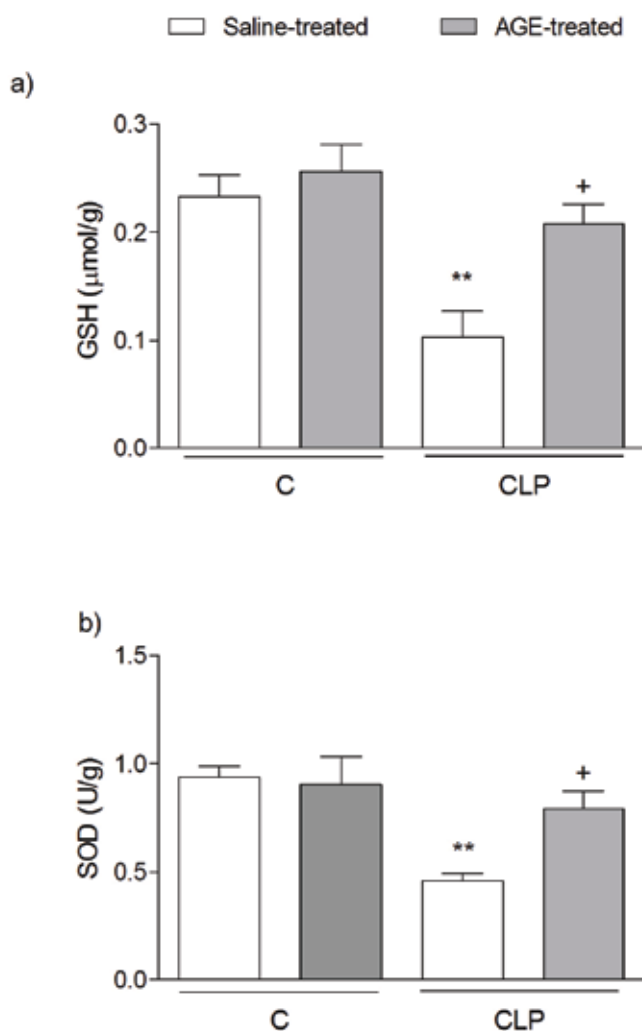 Saline-treated AGE-treated
a)
GSH (μmol/g)
0.3
0.2
0.1
0.0
**
+
C CLP
b)
SOD (U/g)
1.5
1.0
0.5
0.0
**
+
C CLP